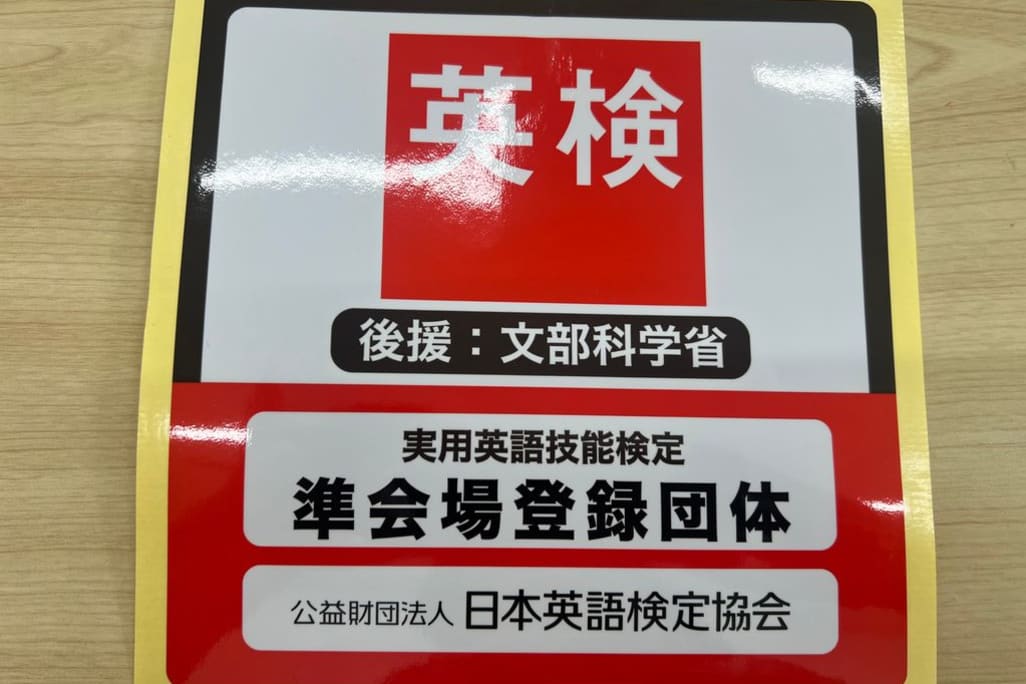 英検
後援：文部科学省
実用英語技能検定
準会場登録団体
公益財団法人 日本英語検定協会